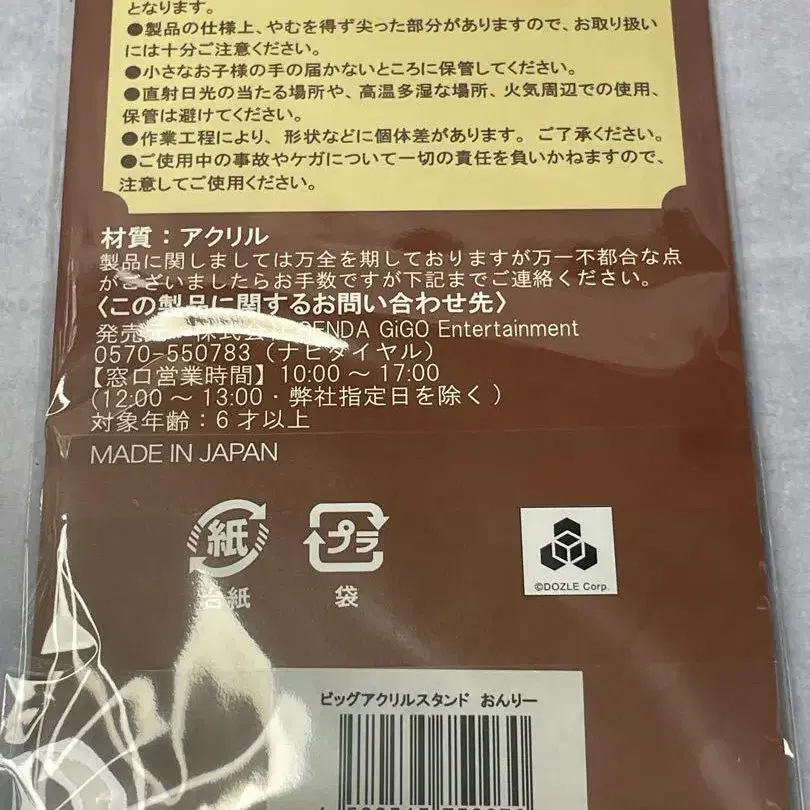 となります。
●製品の仕様上、やむを得ず尖った部分がありますので、お取り扱い
には十分ご注意ください。
●小さなお子様の手の届かないところに保管してください。
●直射日光の当たる場所や、高温多湿な場所、火気周辺での使用、
保管は避けてください。
●作業工程により、形状などに個体差があります。ご了承ください。
●ご使用中の事故やケガについて一切の責任を負いかねますので、
注意してご使用ください。
材質：アクリル
製品に関しましては万全を期しておりますが万一不都合な点
がございましたらお手数ですが下記までご連絡ください。
〈この製品に関するお問い合わせ先〉
発売元 株式会社GENDA GiGO Entertainment
0570-550783（ナビダイヤル）
【窓口営業時間】10:00～17:00
(12:00～13:00・弊社指定日を除く)
対象年齢：6才以上
MADE IN JAPAN
紙
プラ
台紙
袋
©DOZLE Corp.
ビッグアクリルスタンド おんりー